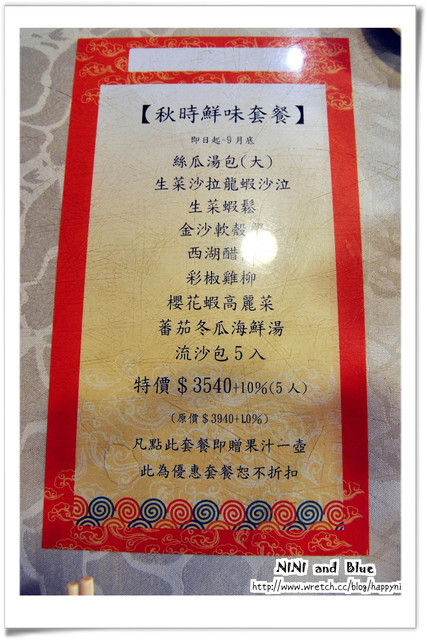 【秋時鮮味套餐】
即日起~9月底
絲瓜湯包(大)
生菜沙拉龍蝦沙泣
生菜蝦鬆
金沙軟殼
西湖醋
彩椒雞柳
櫻花蝦高麗菜
蕃茄冬瓜海鮮湯
流沙包5入
特價$3540+10%(5人)
(原價$3940+10%)
凡點此套餐即贈果汁一壺
此為優惠套餐恕不折扣
NINI and Blue
http://www.wretch.cc/blog/happyni